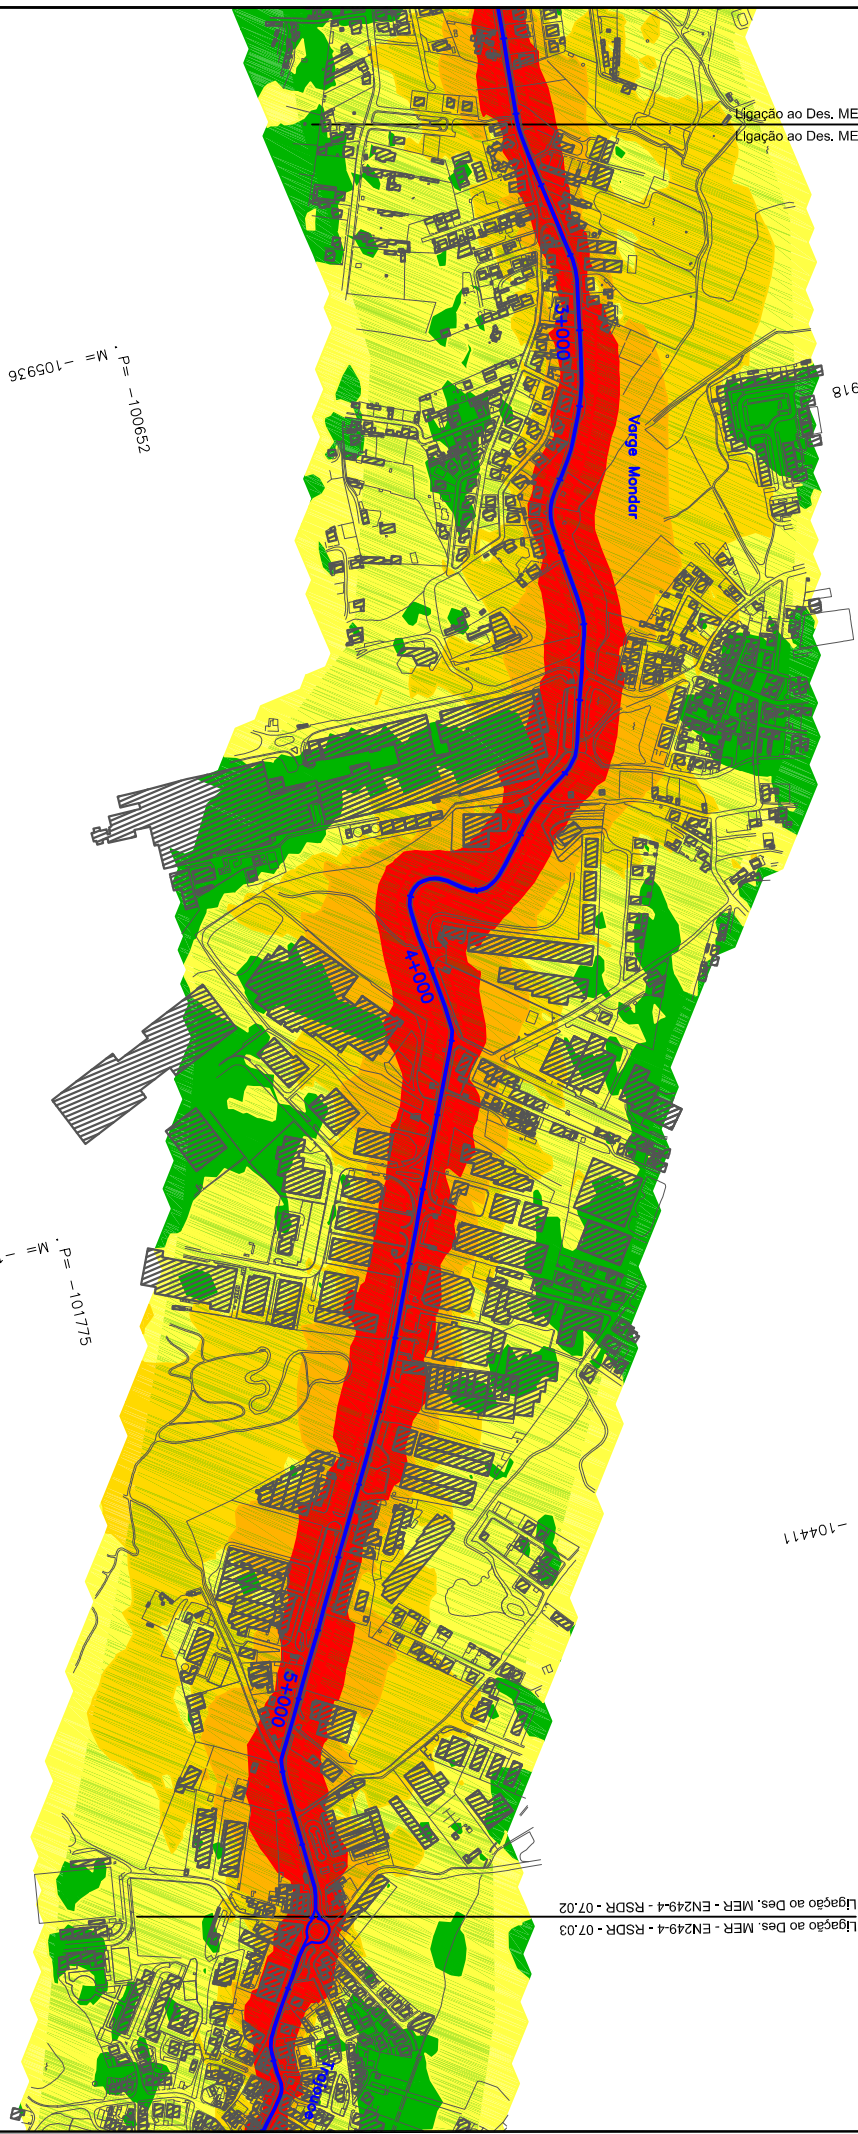 Ligação ao Des. ME
Ligação ao Des. ME
3+000
M= -105936
P= -100652
918
Varge Mondar
4+000
M= -
P= -101775
-104411
5+000
Ligação ao Des. MER - EN249-4 - RSDR - 07.02
Ligação ao Des. MER - EN249-4 - RSDR - 07.03
Trajouce